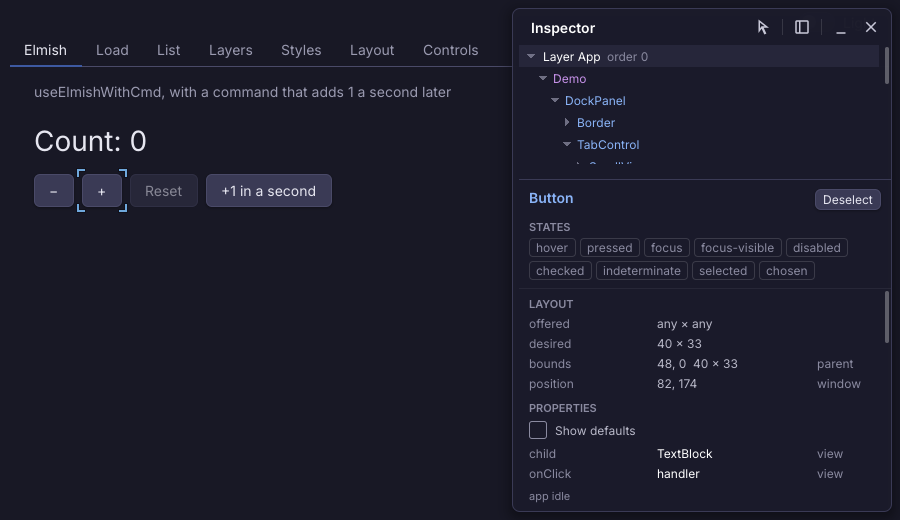 Inspector
Elmish Load List Layers Styles Layout Controls
Layer App order 0
Demo
DockPanel
Border
TabControl
useElmishWithCmd, with a command that adds 1 a second later
Count: 0
− + Reset +1 in a second
Button Deselect
STATES
hover pressed focus focus-visible disabled
checked indeterminate selected chosen
LAYOUT
offered any × any
desired 40 × 33
bounds 48, 0 40 × 33 parent
position 82, 174 window
PROPERTIES
Show defaults
child TextBlock view
onClick handler view
app idle